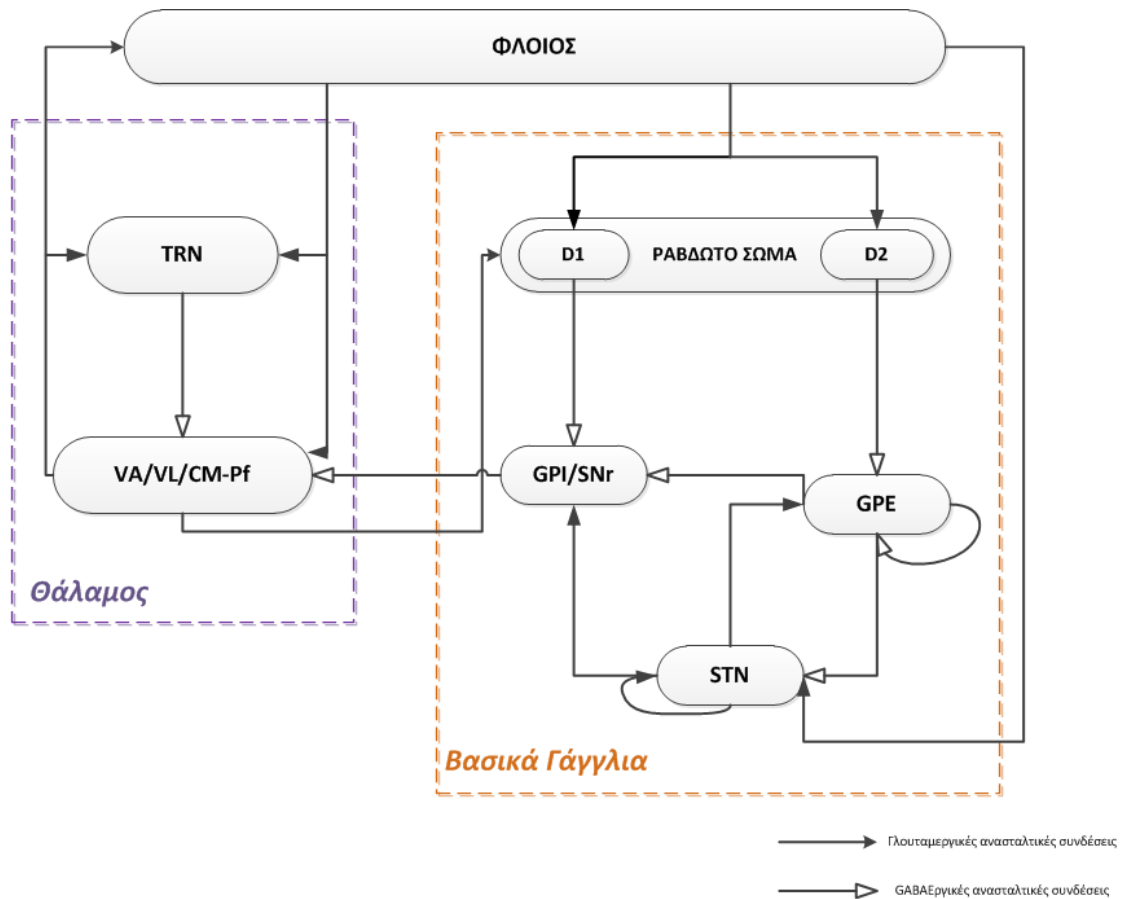 ΦΛΟΙΟΣ
TRN
D1
ΡΑΒΔΩΤΟ ΣΩΜΑ
D2
VA/VL/CM-Pf
GPI/SNr
GPE
Θάλαμος
STN
Βασικά Γάγγλια
Γλουταμεργικές ανασταλτικές συνδέσεις
GABAEργικές ανασταλτικές συνδέσεις